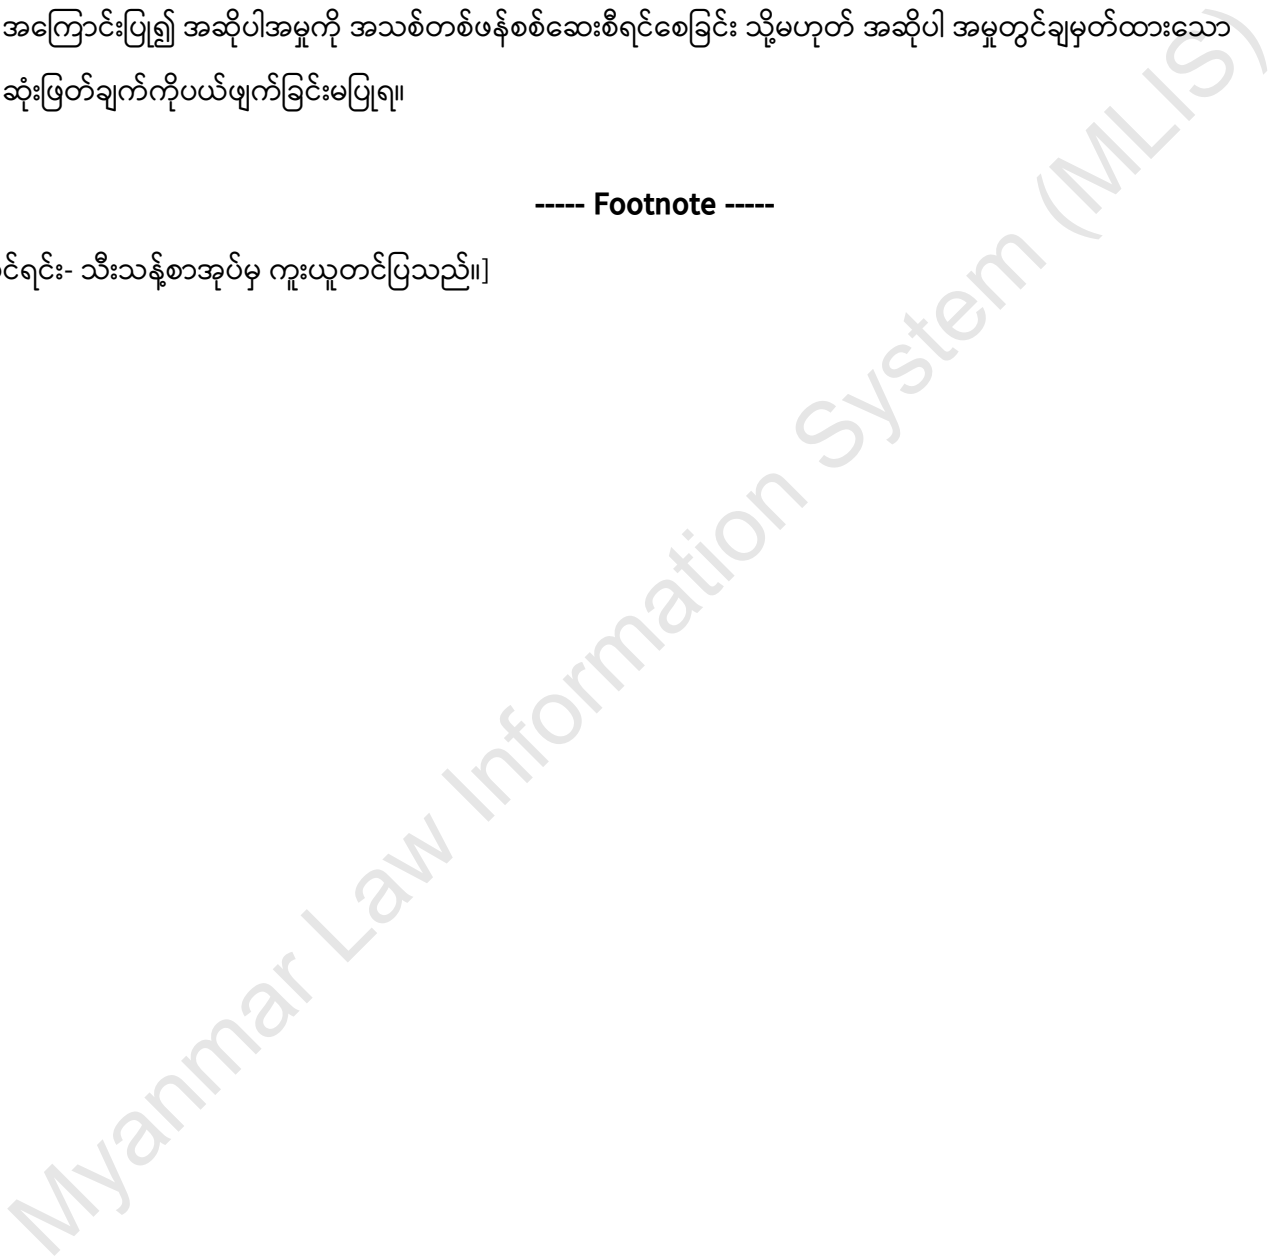 အကြောင်းပြု၍ အဆိုပါအမှုကို အသစ်တစ်ဖန်စစ်ဆေးစီရင်စေခြင်း သို့မဟုတ် အဆိုပါ အမှုတွင်ချမှတ်ထားသော
ဆုံးဖြတ်ချက်ကိုပယ်ဖျက်ခြင်းမပြုရ။
----- Footnote -----
သီးသန့်စာအုပ်မှ ကူးယူတင်ပြသည်။]
Myanmar Law Information System (MLIS)